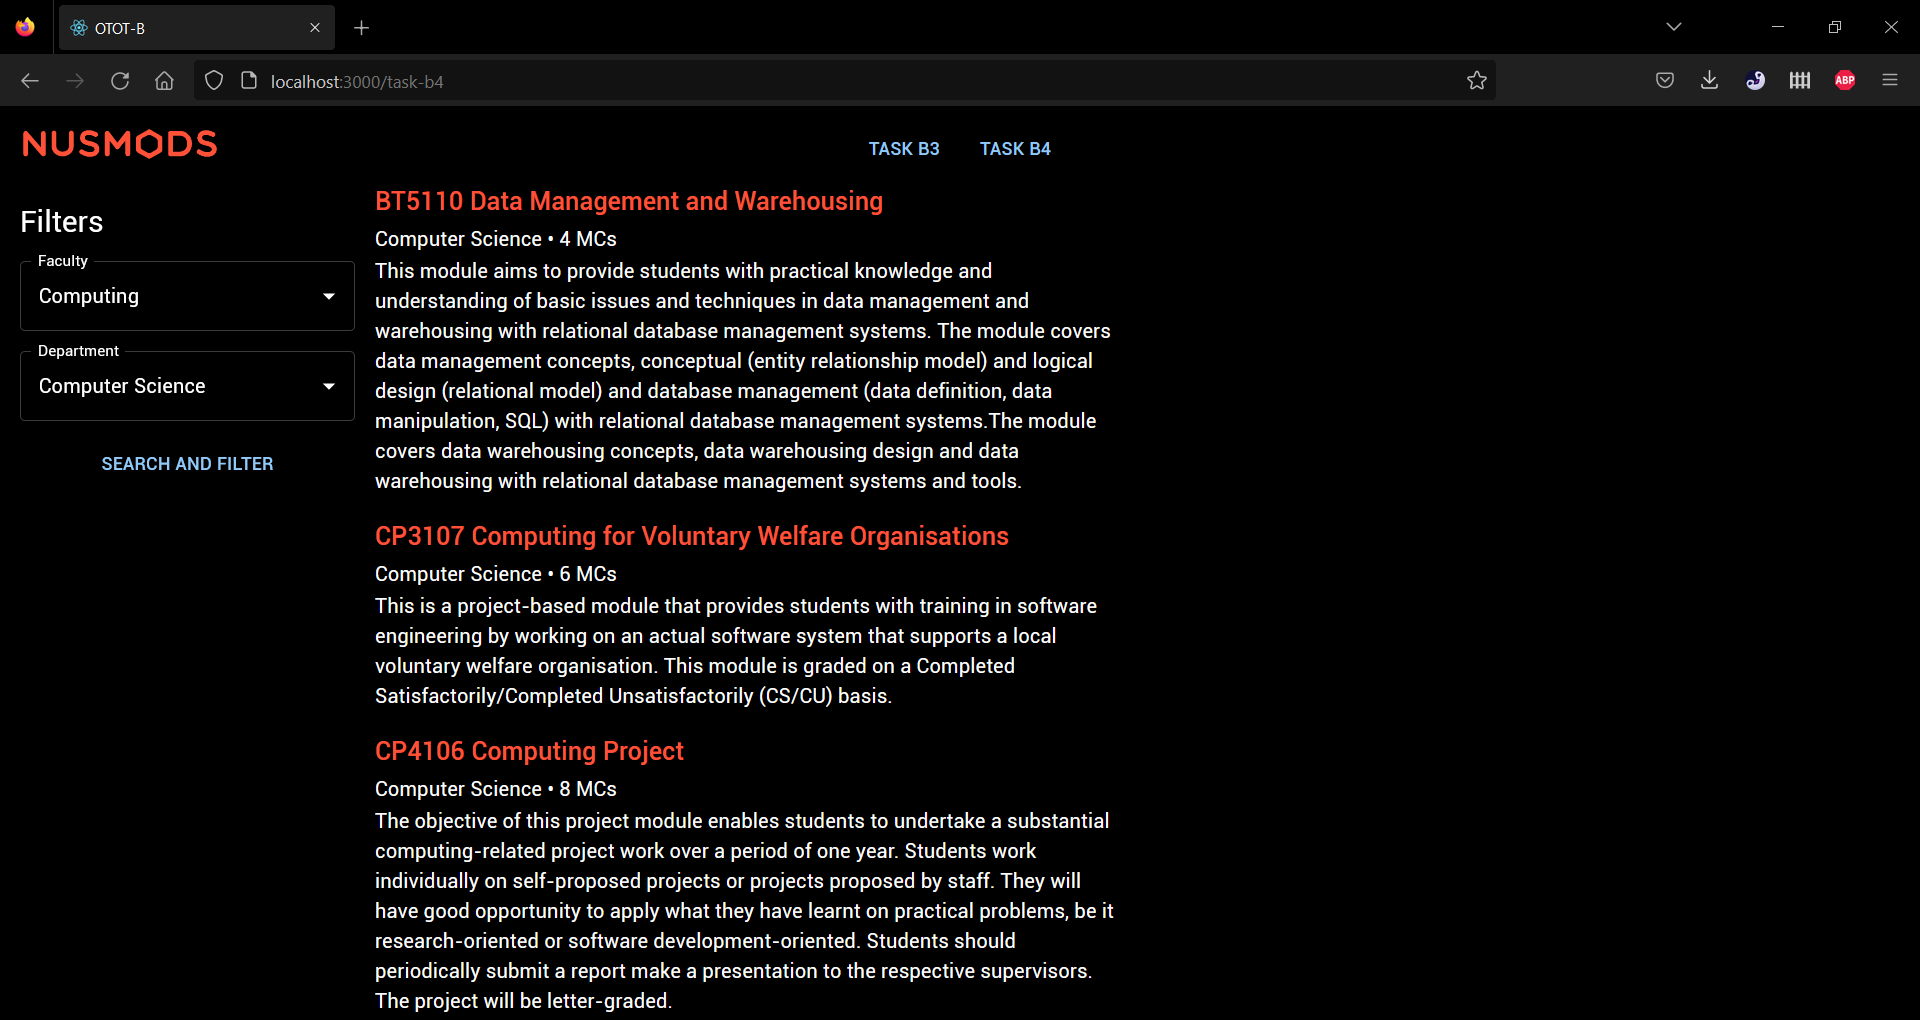 OTOT-B
localhost:3000/task-b4
ABP
NUSMODS
TASK B3 TASK B4
Filters
Faculty
Computing
Department
Computer Science
SEARCH AND FILTER
BT5110 Data Management and Warehousing
Computer Science • 4 MCs
This module aims to provide students with practical knowledge and
understanding of basic issues and techniques in data management and
warehousing with relational database management systems. The module covers
data management concepts, conceptual (entity relationship model) and logical
design (relational model) and database management (data definition, data
manipulation, SQL) with relational database management systems.The module
covers data warehousing concepts, data warehousing design and data
warehousing with relational database management systems and tools.
CP3107 Computing for Voluntary Welfare Organisations
Computer Science • 6 MCs
This is a project-based module that provides students with training in software
engineering by working on an actual software system that supports a local
voluntary welfare organisation. This module is graded on a Completed
Satisfactorily/Completed Unsatisfactorily (CS/CU) basis.
CP4106 Computing Project
Computer Science • 8 MCs
The objective of this project module enables students to undertake a substantial
computing-related project work over a period of one year. Students work
individually on self-proposed projects or projects proposed by staff. They will
have good opportunity to apply what they have learnt on practical problems, be it
research-oriented or software development-oriented. Students should
periodically submit a report make a presentation to the respective supervisors.
The project will be letter-graded.